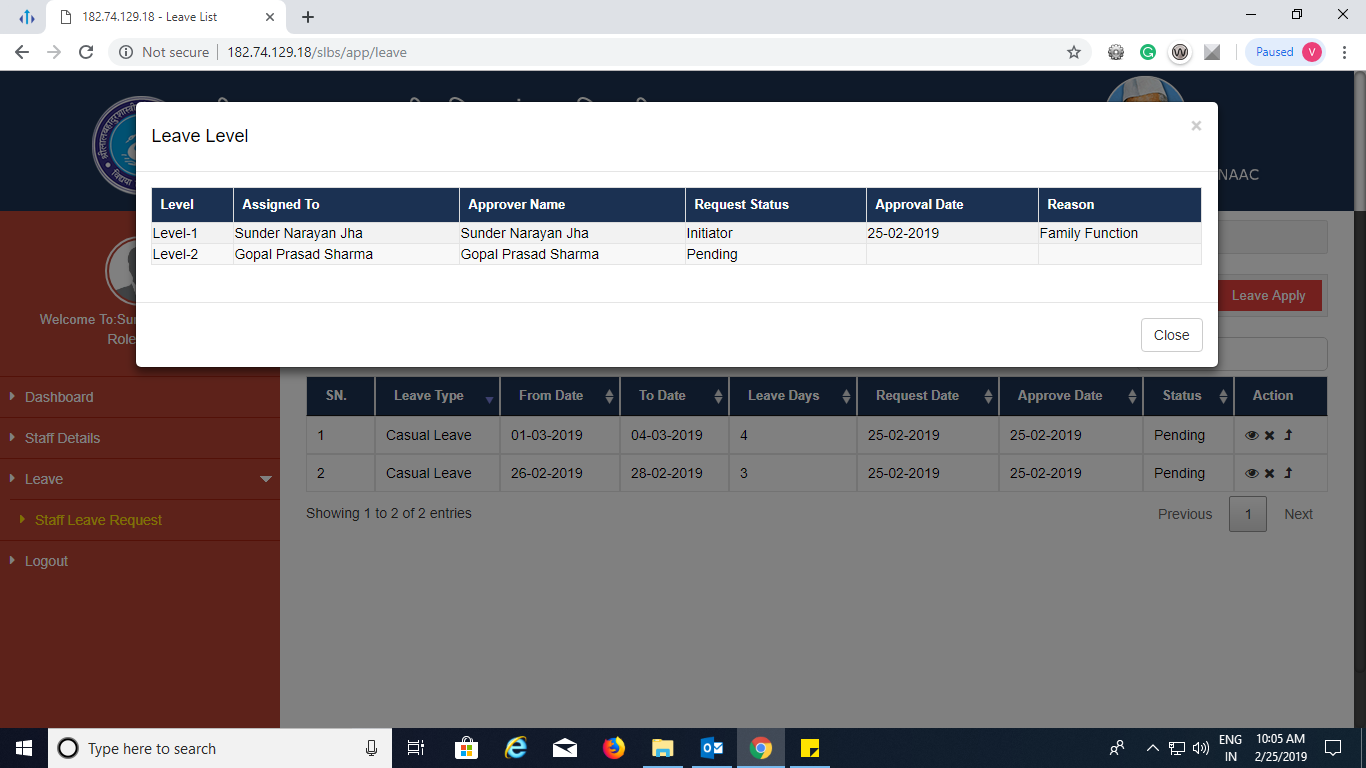 182.74.129.18 - Leave List
Not secure 182.74.129.18/slbs/app/leave
Paused V
NAAC
Leave Level ×
Level Assigned To Approver Name Request Status Approval Date Reason
Level-1 Sunder Narayan Jha Sunder Narayan Jha Initiator 25-02-2019 Family Function
Level-2 Gopal Prasad Sharma Gopal Prasad Sharma Pending
Close
Welcome To:Sun
Role
Leave Apply
Dashboard
Staff Details
Leave
Staff Leave Request
Logout
SN. Leave Type From Date To Date Leave Days Request Date Approve Date Status Action
1 Casual Leave 01-03-2019 04-03-2019 4 25-02-2019 25-02-2019 Pending
2 Casual Leave 26-02-2019 28-02-2019 3 25-02-2019 25-02-2019 Pending
Showing 1 to 2 of 2 entries
Previous 1 Next
Type here to search
ENG
IN
10:05 AM
2/25/2019